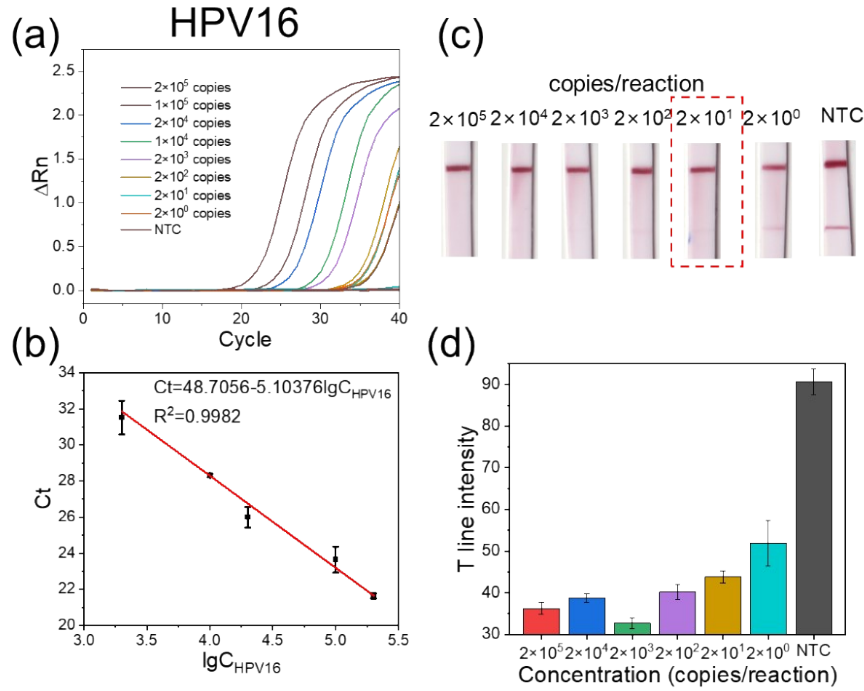 (a)
HPV16
ΔRn
2.5
2.0
1.5
1.0
0.5
0.0
2×10⁵ copies
1×10⁵ copies
2×10⁴ copies
1×10⁴ copies
2×10³ copies
2×10² copies
2×10¹ copies
2×10⁰ copies
NTC
0
10
20
30
40
Cycle
(c)
copies/reaction
2×10⁵ 2×10⁴ 2×10³ 2×10² 2×10¹ 2×10⁰ NTC
(b)
Ct=48.7056-5.10376lgC_HPV16
R²=0.9982
Ct
34
32
30
28
26
24
22
20
3.0
3.5
4.0
4.5
5.0
5.5
lgC_HPV16
(d)
T line intensity
90
80
70
60
50
40
30
2×10⁵ 2×10⁴ 2×10³ 2×10² 2×10¹ 2×10⁰ NTC
Concentration (copies/reaction)